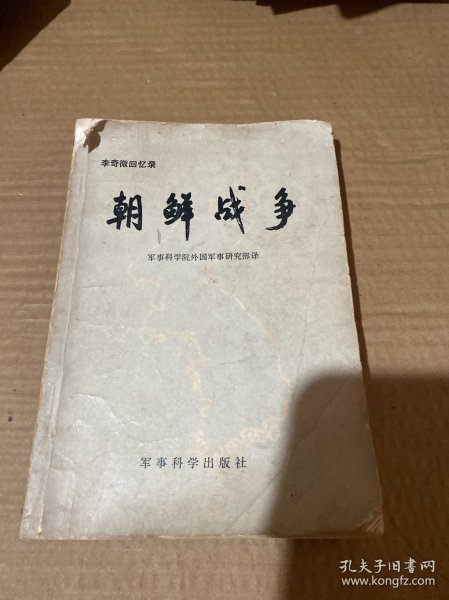 李奇微回忆录
朝鲜战争
军事科学院外国军事研究部译
军事科学出版社
孔夫子旧书网
www.kongfz.com